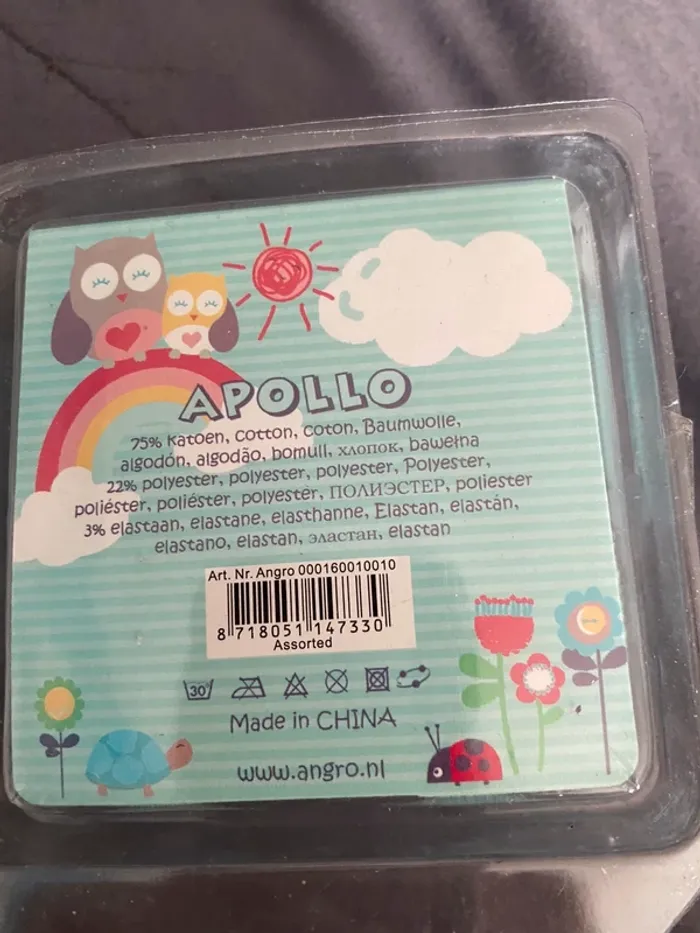 APOLLO
75% katoen, cotton, coton, Baumwolle,
algodón, algodão, bomull, хлопок, bawełna
22% polyester, polyester, polyester, Polyester,
poliéster, poliéster, polyester, ПОЛИЭСТЕР, poliester
3% elastaan, elastane, elasthanne, Elastan, elastán,
elastano, elastan, эластан, elastan
Art. Nr. Angro 000160010010
8 718051 147330
Assorted
30°
Made in CHINA
www.angro.nl